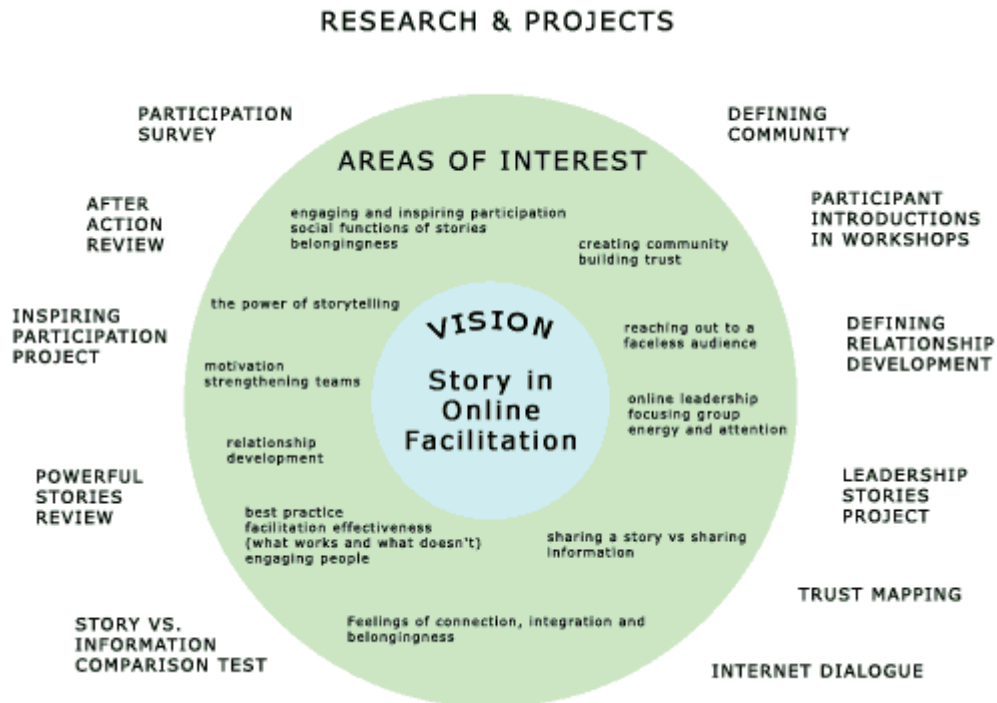 RESEARCH & PROJECTS
PARTICIPATION
SURVEY
DEFINING
COMMUNITY
AREAS OF INTEREST
AFTER
ACTION
REVIEW
engaging and inspiring participation
social functions of stories
belongingness
creating community
building trust
PARTICIPANT
INTRODUCTIONS
IN WORKSHOPS
INSPIRING
PARTICIPATION
PROJECT
the power of storytelling
VISION
reaching out to a
faceless audience
DEFINING
RELATIONSHIP
DEVELOPMENT
motivation
strengthening teams
Story in
Online
Facilitation
online leadership
focusing group
energy and attention
relationship
development
POWERFUL
STORIES
REVIEW
LEADERSHIP
STORIES
PROJECT
best practice
facilitation effectiveness
(what works and what doesn't)
engaging people
sharing a story vs sharing
information
TRUST MAPPING
STORY VS.
INFORMATION
COMPARISON TEST
Feelings of connection, integration and
belongingness
INTERNET DIALOGUE